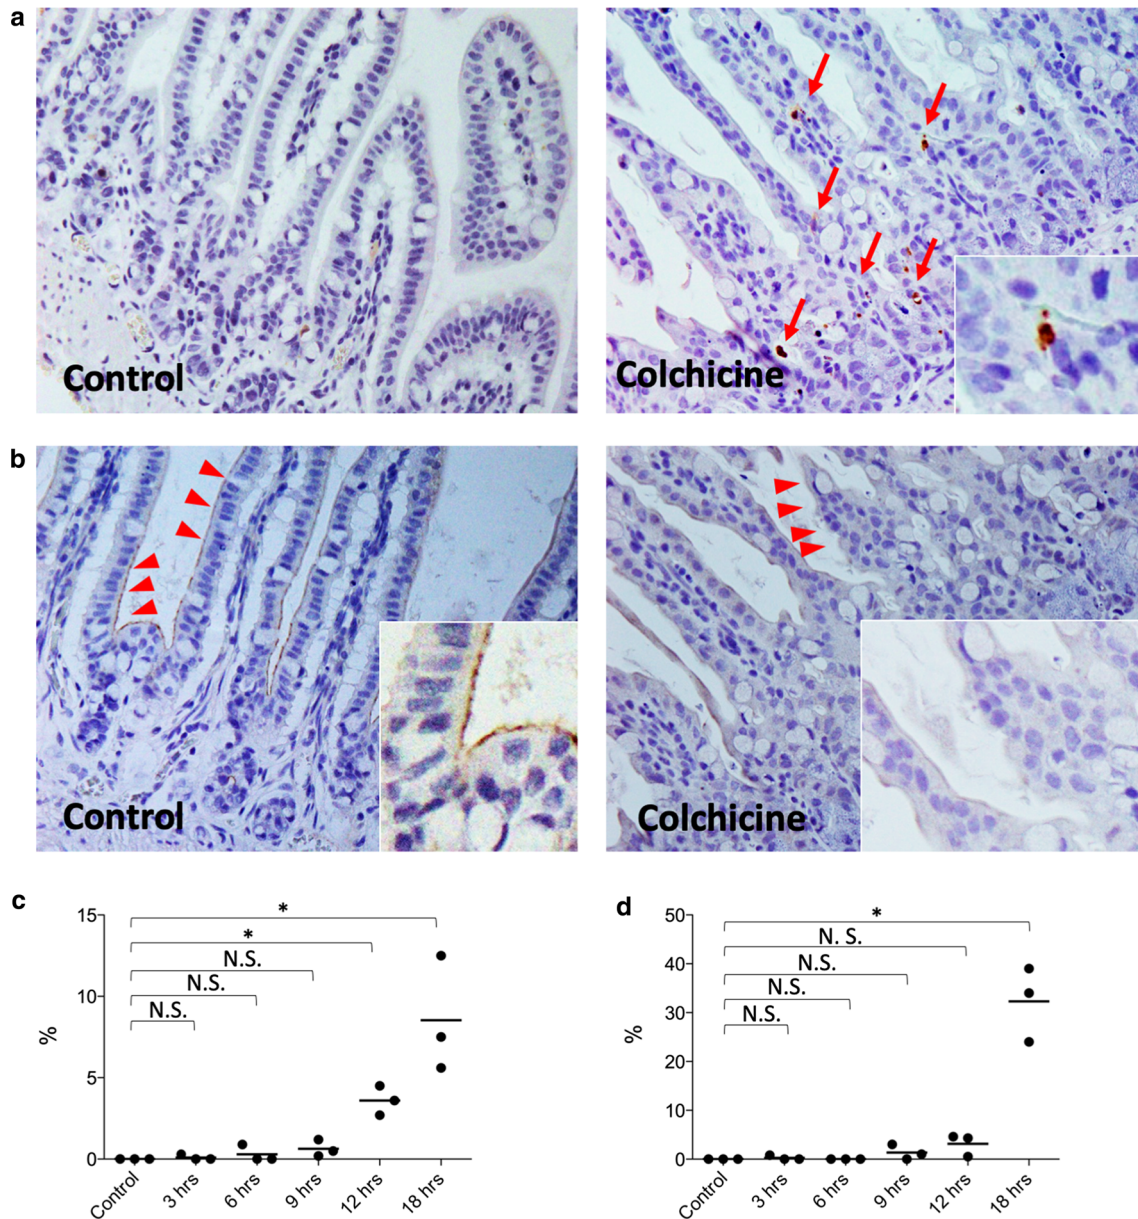 a
Control
Colchicine
b
Control
Colchicine
c
15
10
5
0
%
*
*
N.S.
N.S.
N.S.
Control
3 hrs
6 hrs
9 hrs
12 hrs
18 hrs
d
50
40
30
20
10
0
%
*
N. S.
N.S.
N.S.
N.S.
Control
3 hrs
6 hrs
9 hrs
12 hrs
18 hrs